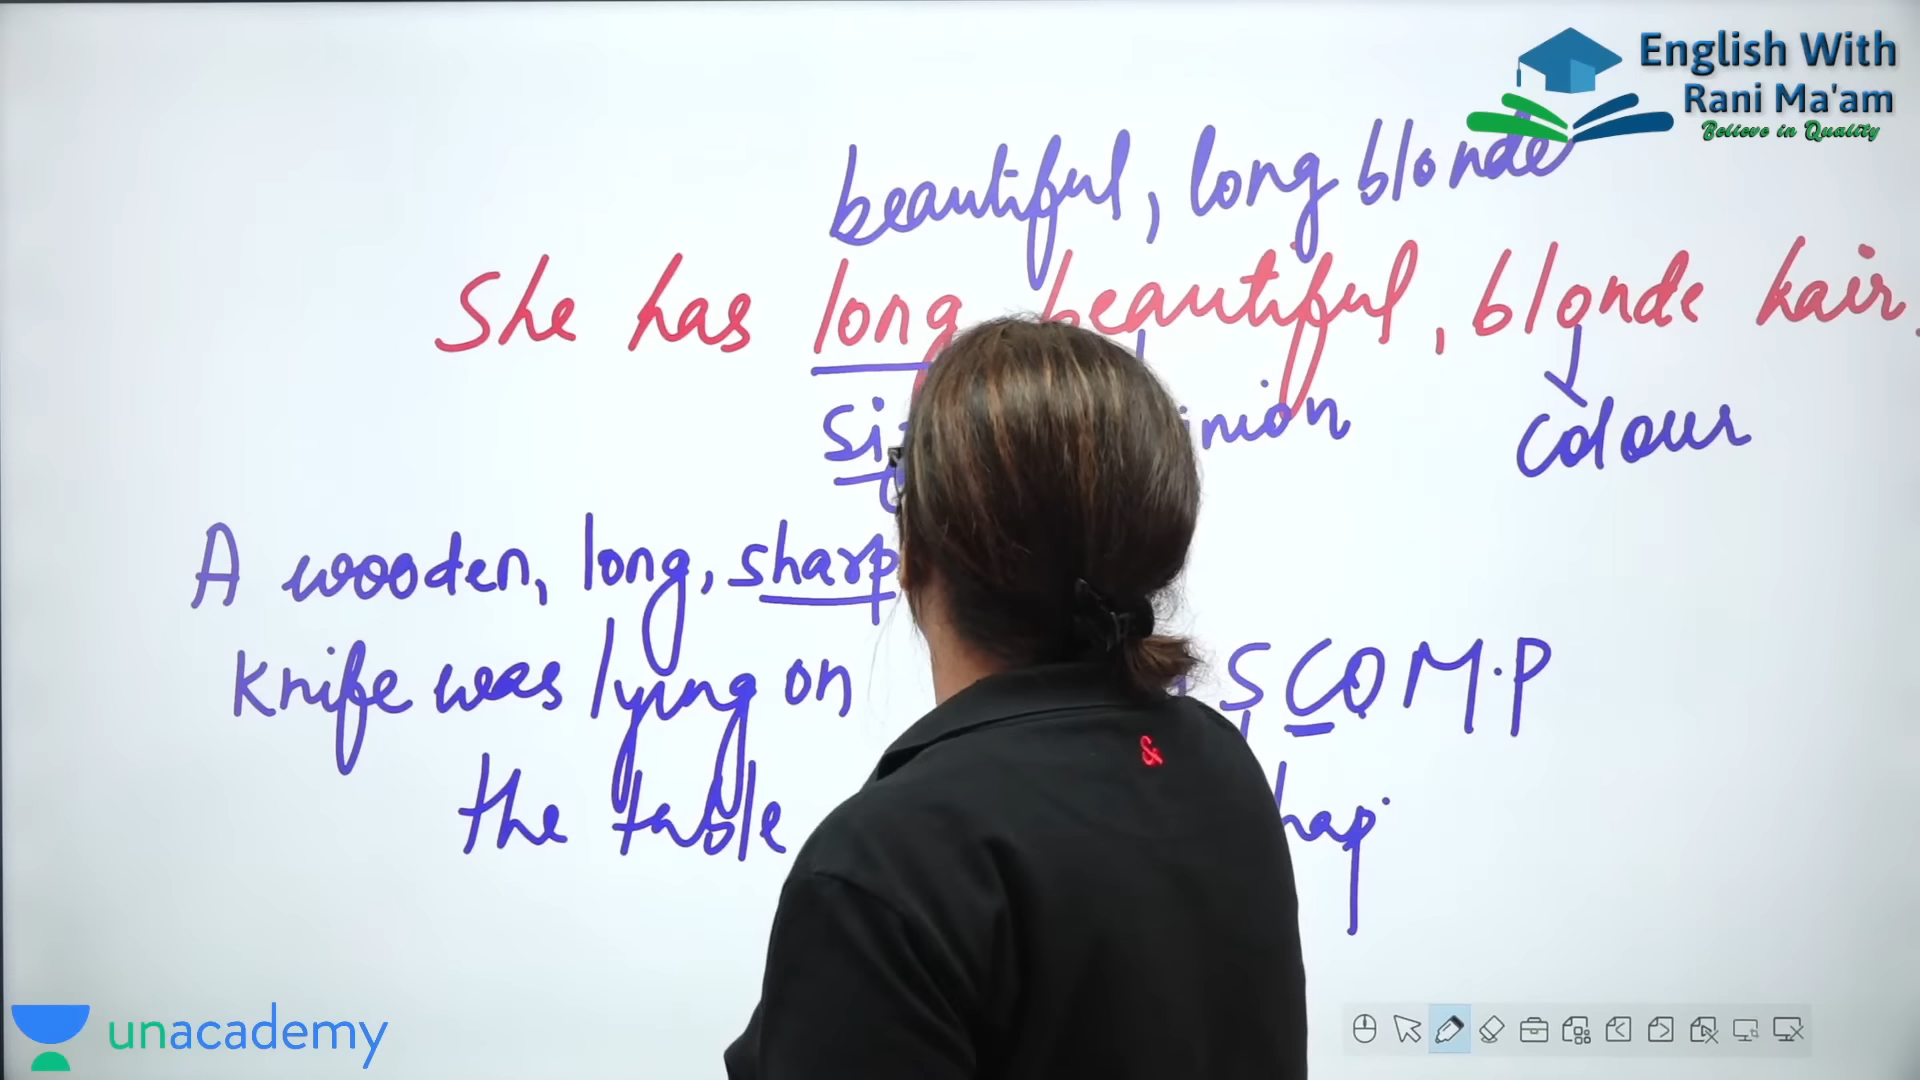 English With
Rani Ma'am
Believe in Quality
beautiful, long blonde
She has long beautiful, blonde hair.
colour
A wooden, long, sharp
knife was lying on SCOM.P
the table
unacademy
&